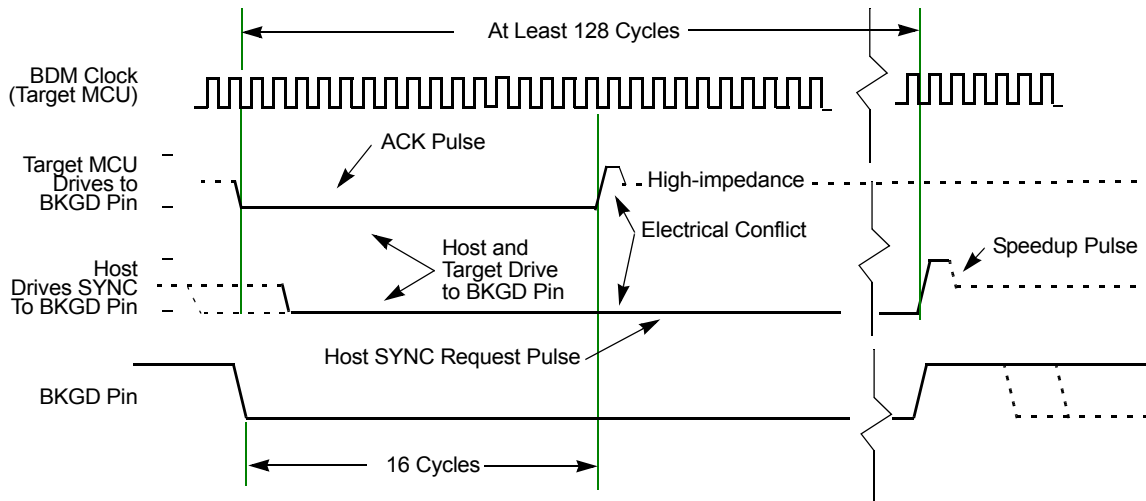 At Least 128 Cycles
BDM Clock
(Target MCU)
ACK Pulse
Target MCU
Drives to
BKGD Pin
High-impedance
Electrical Conflict
Host and
Target Drive
to BKGD Pin
Speedup Pulse
Host
Drives SYNC
To BKGD Pin
Host SYNC Request Pulse
BKGD Pin
16 Cycles